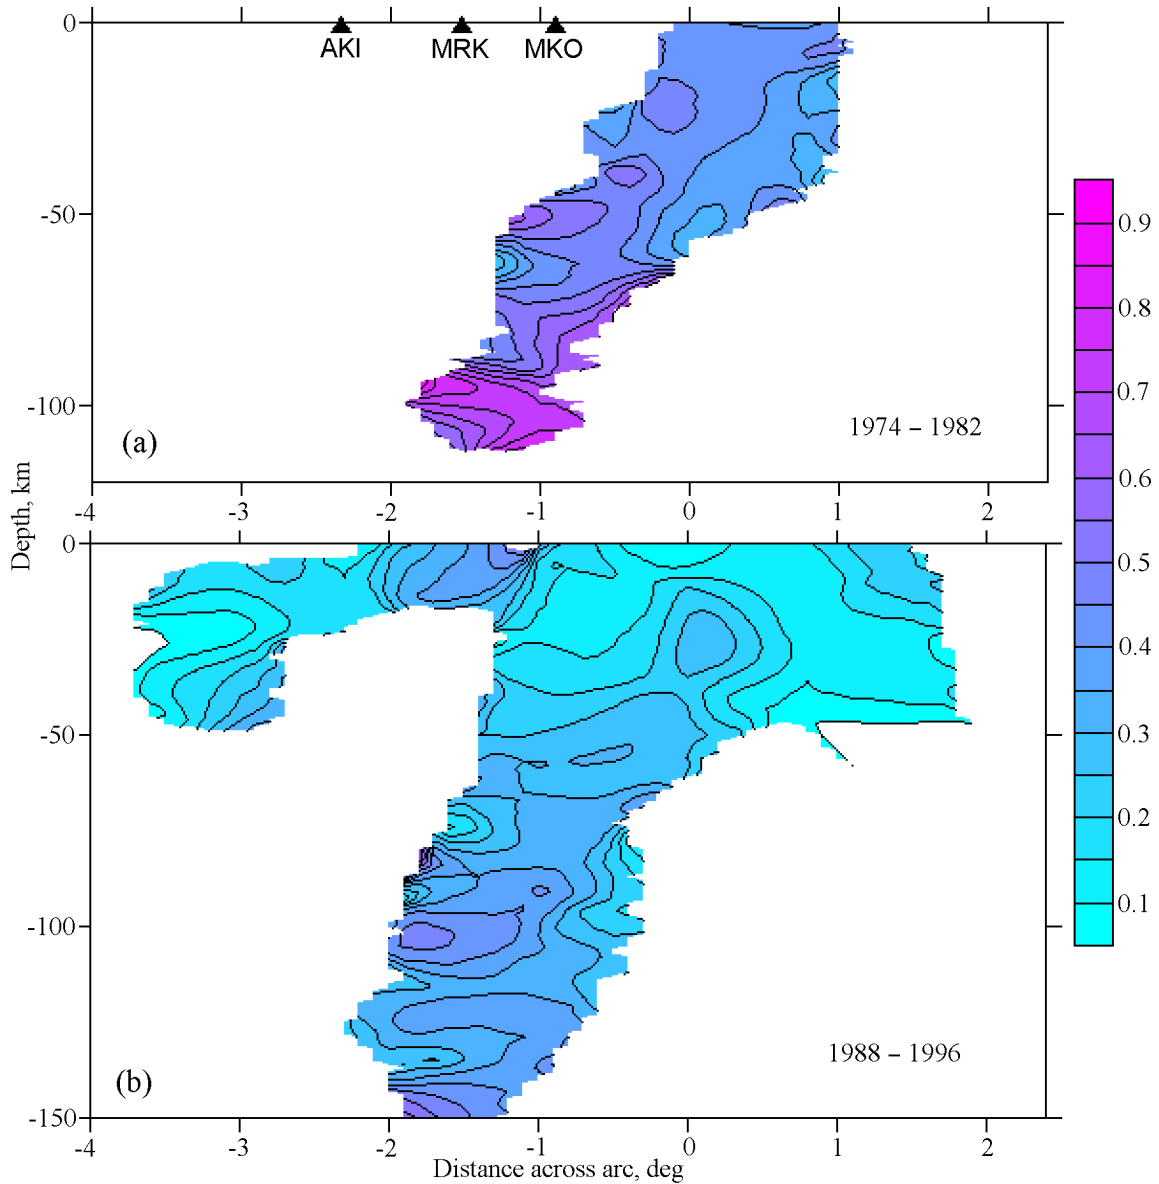 0
AKI MRK MKO
-50
-100
(a)
1974 – 1982
-4 -3 -2 -1 0 1 2
0.9
0.8
0.7
0.6
0.5
0.4
0.3
0.2
0.1
Depth, km
0
-50
-100
-150
(b)
1988 – 1996
-4 -3 -2 -1 0 1 2
Distance across arc, deg